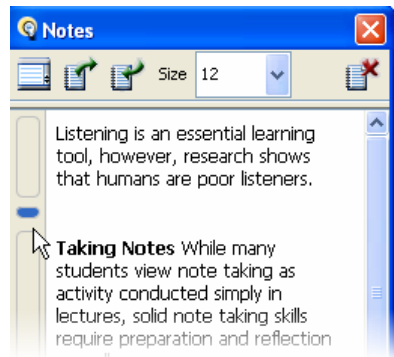 Notes
Size 12
Listening is an essential learning
tool, however, research shows
that humans are poor listeners.
Taking Notes While many
students view note taking as
activity conducted simply in
lectures, solid note taking skills
require preparation and reflection